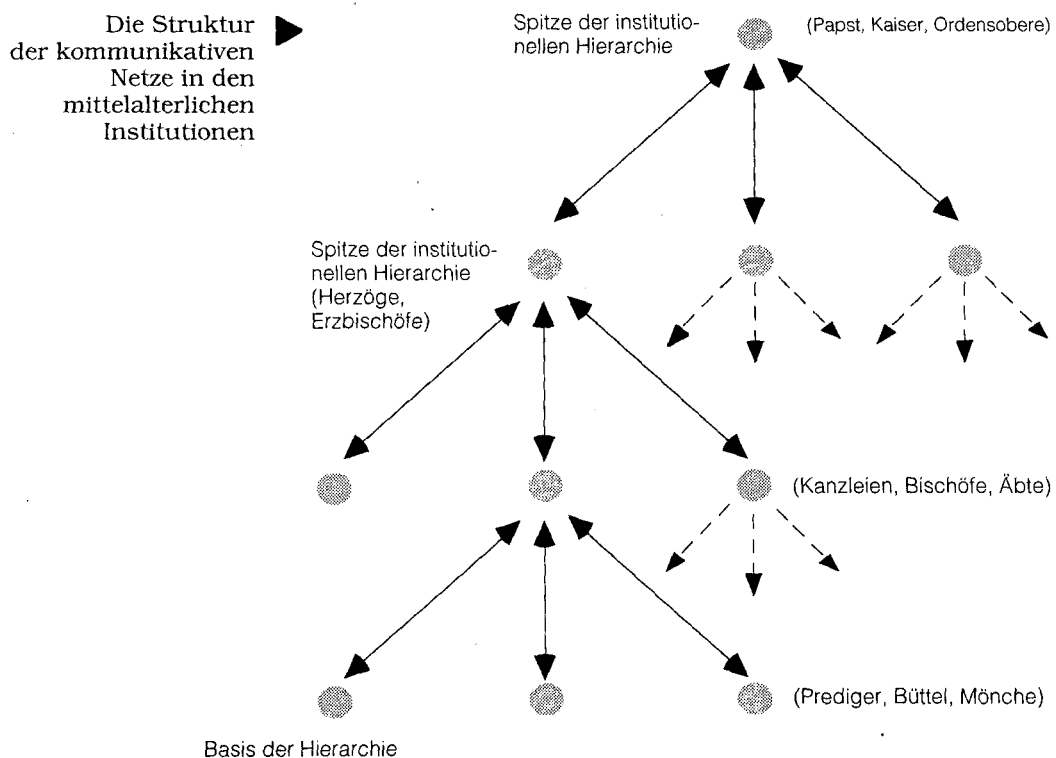 Die Struktur
der kommunikativen
Netze in den
mittelalterlichen
Institutionen
Spitze der institutio-
nellen Hierarchie
(Papst, Kaiser, Ordensobere)
Spitze der institutio-
nellen Hierarchie
(Herzöge,
Erzbischöfe)
(Kanzleien, Bischöfe, Äbte)
(Prediger, Büttel, Mönche)
Basis der Hierarchie